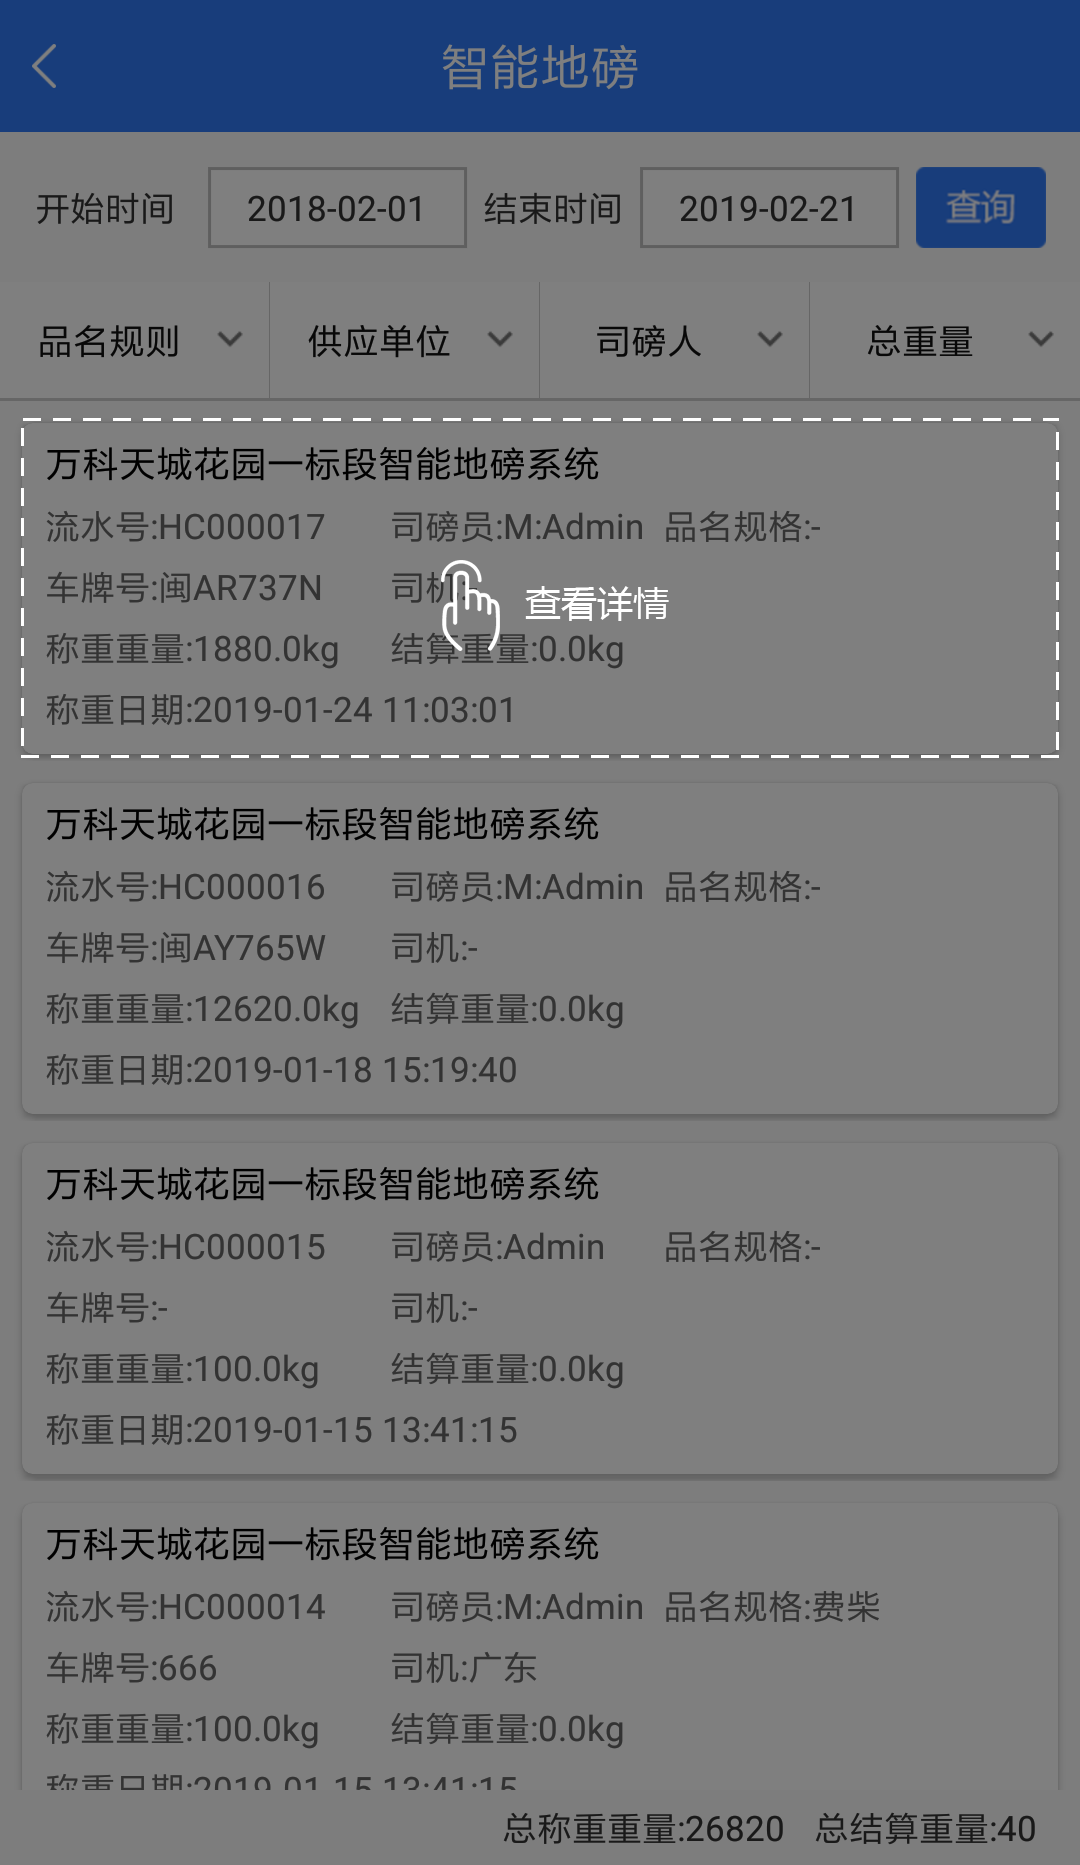 智能地磅
开始时间 2018-02-01 结束时间 2019-02-21 查询
品名规则 供应单位 司磅人 总重量
万科天城花园一标段智能地磅系统
流水号:HC000017 司磅员:M:Admin 品名规格:-
车牌号:闽AR737N 司机:
查看详情
称重重量:1880.0kg 结算重量:0.0kg
称重日期:2019-01-24 11:03:01
万科天城花园一标段智能地磅系统
流水号:HC000016 司磅员:M:Admin 品名规格:-
车牌号:闽AY765W 司机:-
称重重量:12620.0kg 结算重量:0.0kg
称重日期:2019-01-18 15:19:40
万科天城花园一标段智能地磅系统
流水号:HC000015 司磅员:Admin 品名规格:-
车牌号:- 司机:-
称重重量:100.0kg 结算重量:0.0kg
称重日期:2019-01-15 13:41:15
万科天城花园一标段智能地磅系统
流水号:HC000014 司磅员:M:Admin 品名规格:费柴
车牌号:666 司机:广东
称重重量:100.0kg 结算重量:0.0kg
称重日期:2019-01-15 13:41:15
总称重重量:26820 总结算重量:40